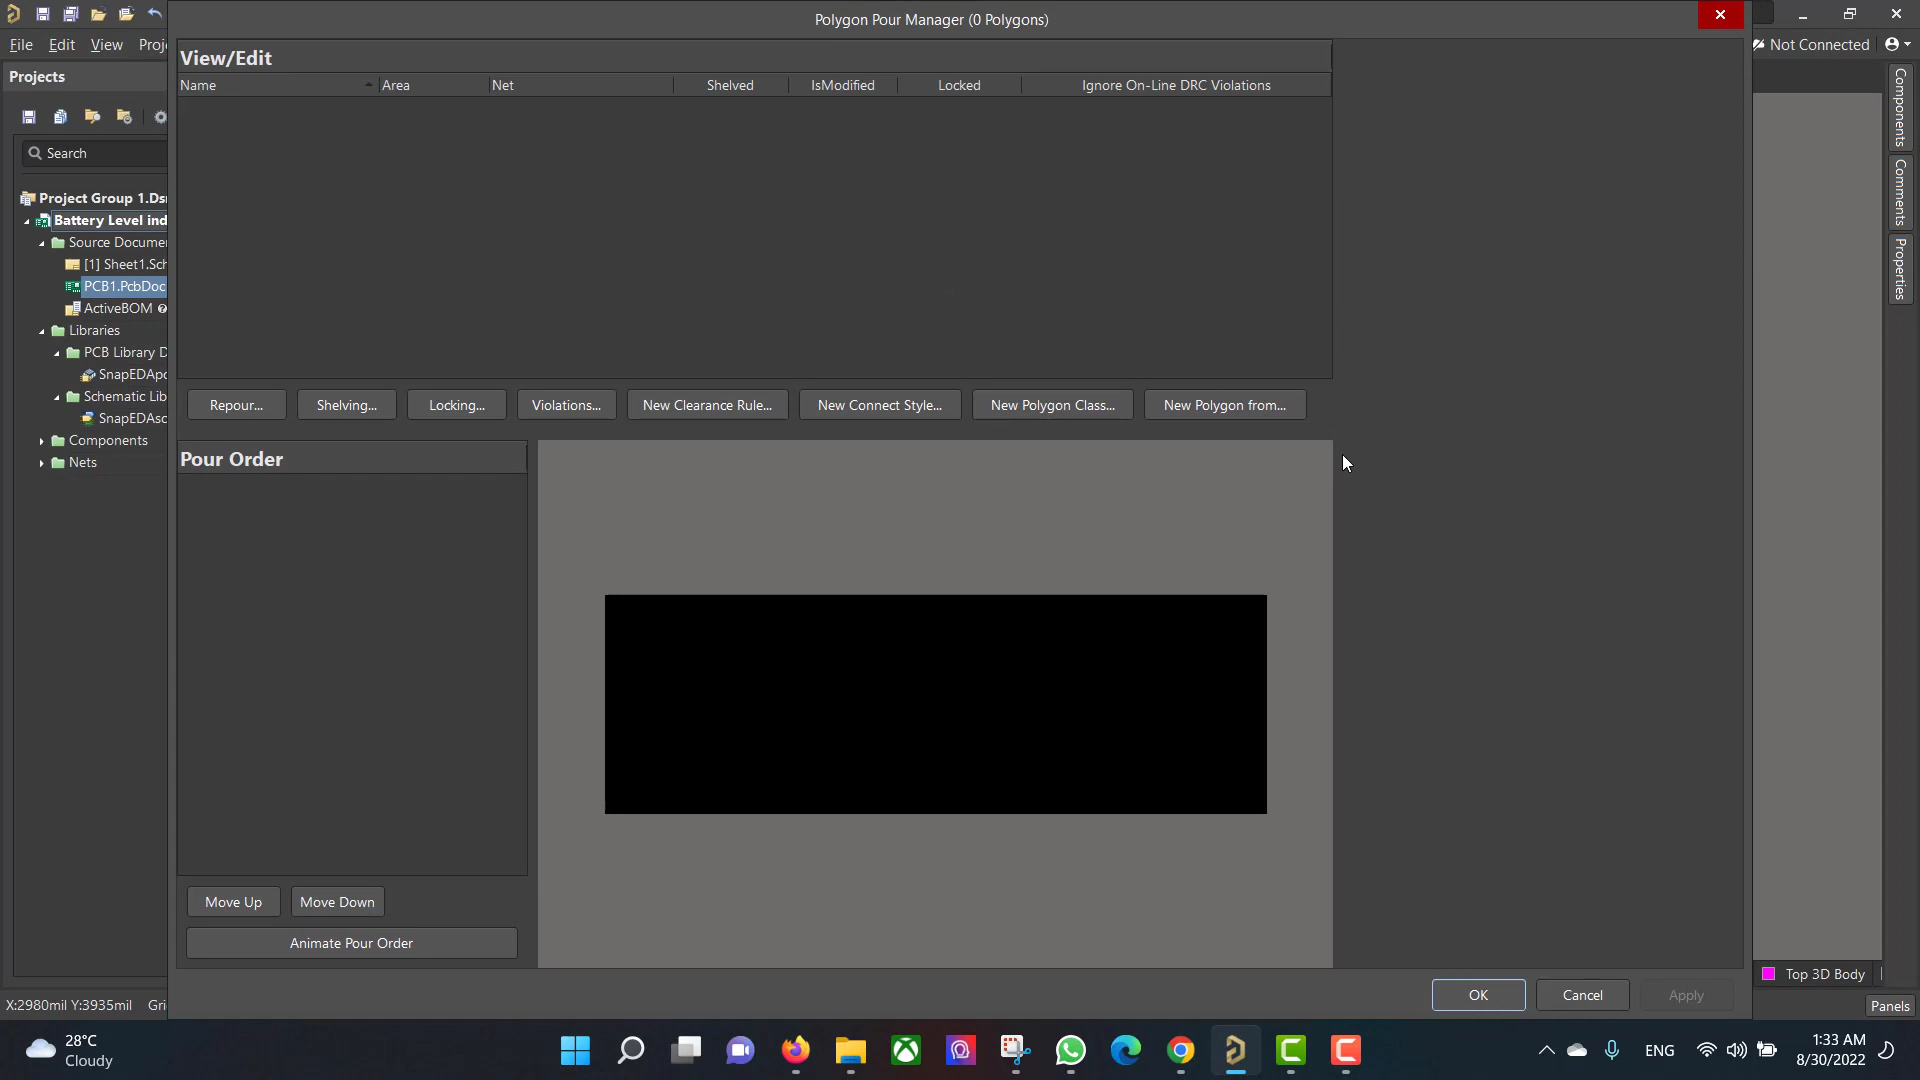 Polygon Pour Manager (0 Polygons)
File Edit View Proj
Not Connected
Projects
View/Edit
Name Area Net Shelved IsModified Locked Ignore On-Line DRC Violations
Search
Project Group 1.Dsn
Battery Level ind
Source Documen
[1] Sheet1.Sch
PCB1.PcbDoc
ActiveBOM
Libraries
PCB Library D
SnapEDApc
Schematic Lib
SnapEDAsc
Components
Nets
Repour... Shelving... Locking... Violations... New Clearance Rule... New Connect Style... New Polygon Class... New Polygon from...
Pour Order
Move Up Move Down
Animate Pour Order
OK Cancel Apply
Components
Comments
Properties
Top 3D Body
X:2980mil Y:3935mil Gri
Panels
28°C
Cloudy
ENG
1:33 AM
8/30/2022